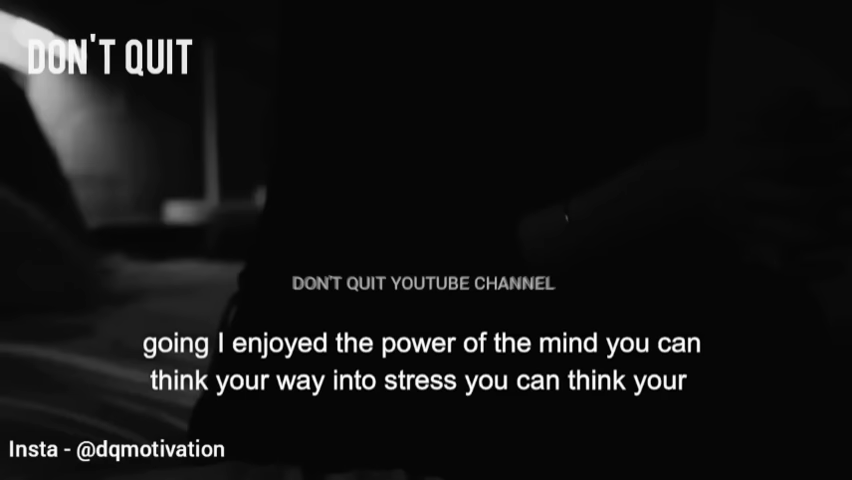 DON'T QUIT
DON'T QUIT YOUTUBE CHANNEL
going I enjoyed the power of the mind you can
think your way into stress you can think your
Insta - @dqmotivation